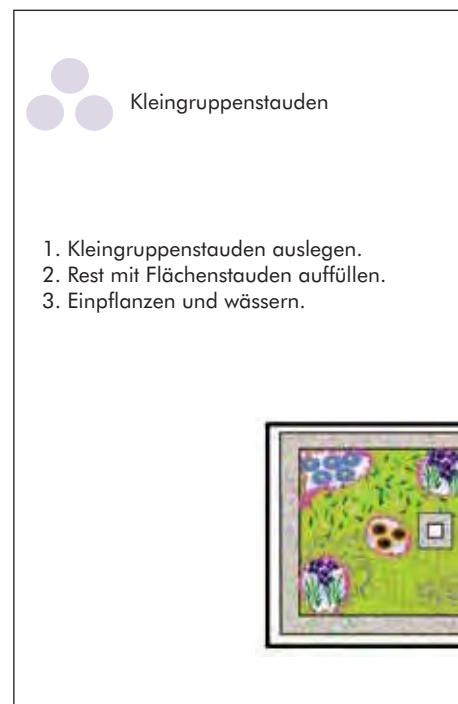 Kleingruppenstauden
1. Kleingruppenstauden auslegen.
2. Rest mit Flächenstauden auffüllen.
3. Einpflanzen und wässern.